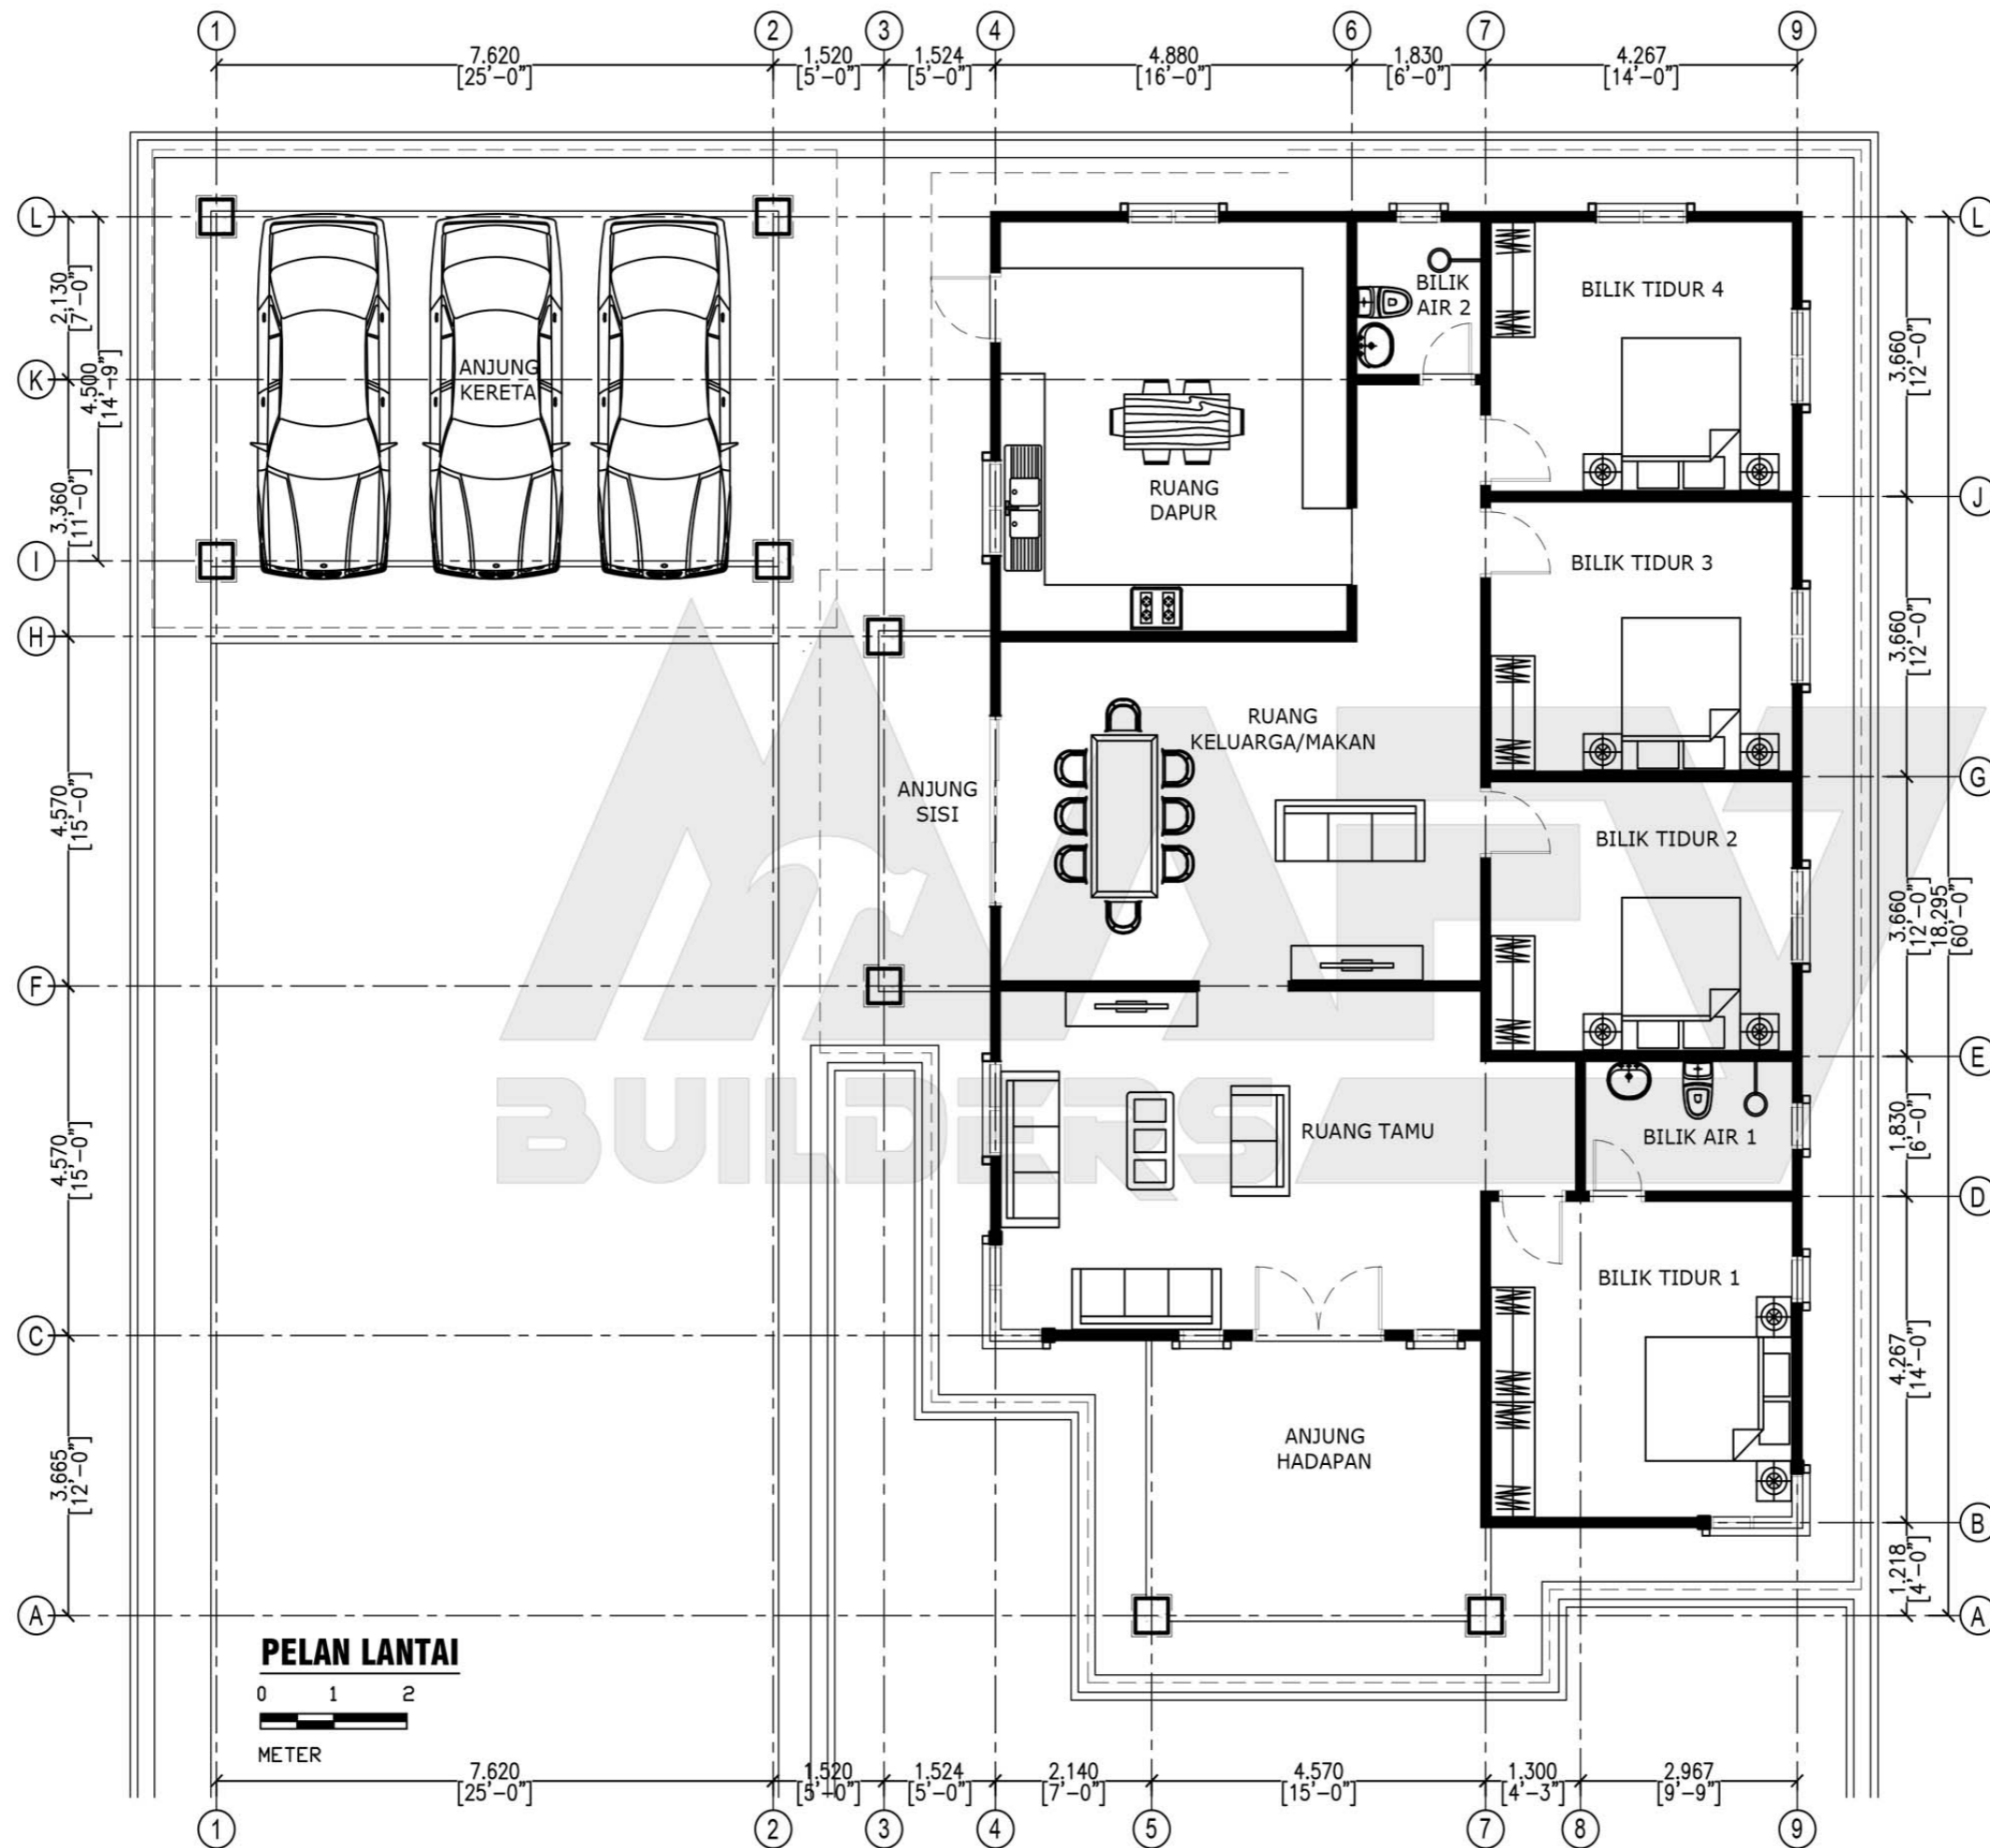 1 2 3 4 6 7 9
7.620 1.520 1.524 4.880 1.830 4.267
[25'-0"] [5'-0"] [5'-0"] [16'-0"] [6'-0"] [14'-0"]
L
K
I
H
F
C
A
2.130
[7'-0"]
4.500
[14'-9"]
3.360
[11'-0"]
4.570
[15'-0"]
4.570
[15'-0"]
3.665
[12'-0"]
ANJUNG
KERETA
BILIK
AIR 2
BILIK TIDUR 4
RUANG
DAPUR
BILIK TIDUR 3
RUANG
KELUARGA/MAKAN
ANJUNG
SISI
BILIK TIDUR 2
BUILDERS
RUANG TAMU
BILIK AIR 1
BILIK TIDUR 1
ANJUNG
HADAPAN
L
J
G
E
D
B
A
3.660
[12'-0"]
3.660
[12'-0"]
3.660
[12'-0"]
18.295
[60'-0"]
1.830
[6'-0"]
4.267
[14'-0"]
1.218
[4'-0"]
PELAN LANTAI
0 1 2
METER
7.620 1.520 1.524 2.140 4.570 1.300 2.967
[25'-0"] [5'-0"] [5'-0"] [7'-0"] [15'-0"] [4'-3"] [9'-9"]
1 2 3 4 5 7 8 9